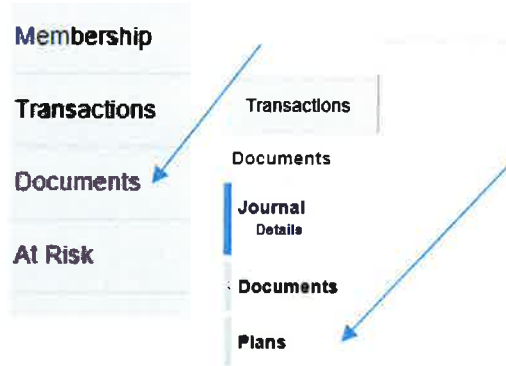 Membership
Transactions
Documents
At Risk
Transactions
Documents
Journal
Details
Documents
Plans